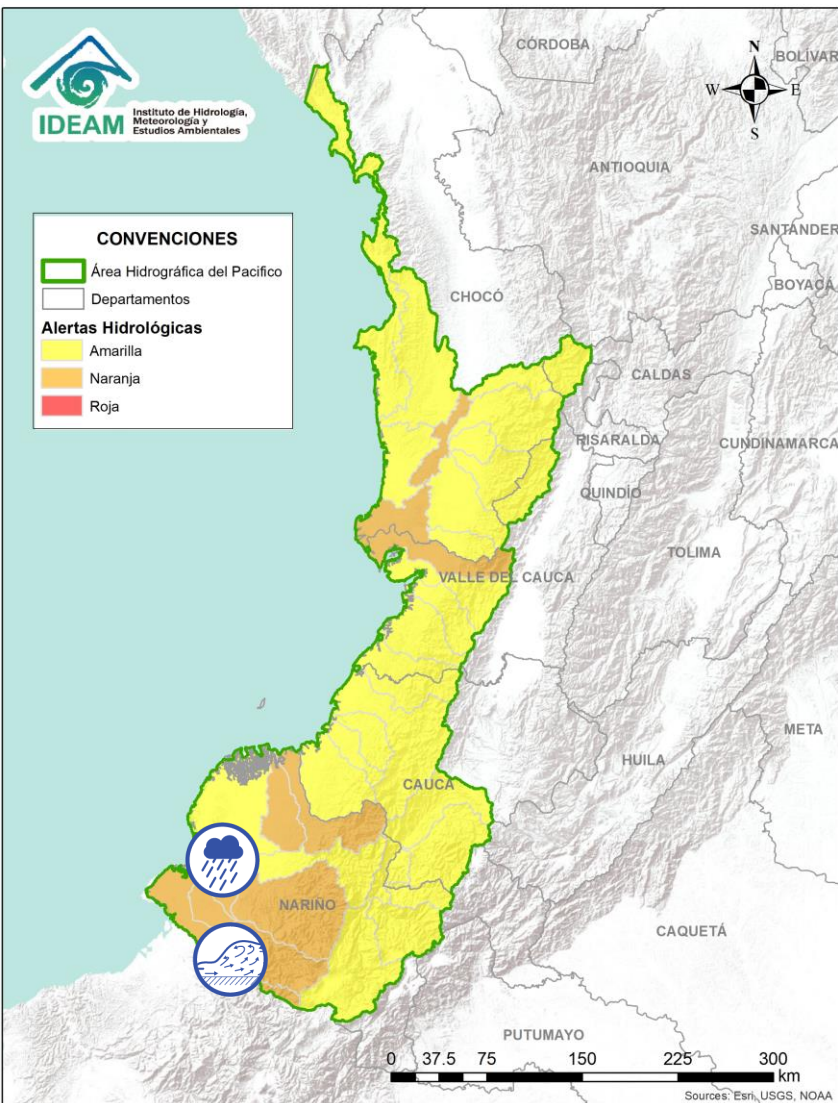 IDEAM
Instituto de Hidrología,
Meteorología y
Estudios Ambientales
CÓRDOBA
BOLÍVAR
N
W
E
S
ANTIOQUIA
SANTANDER
BOYACÁ
CONVENCIONES
Área Hidrográfica del Pacifico
Departamentos
Alertas Hidrológicas
Amarilla
Naranja
Roja
CHOCÓ
CALDAS
RISARALDA
CUNDINAMARCA
QUINDÍO
TOLIMA
VALLE DEL CAUCA
META
HUILA
CAUCA
NARIÑO
CAQUETÁ
PUTUMAYO
0 37.5 75 150 225 300
km
Sources: Esri, USGS, NOAA